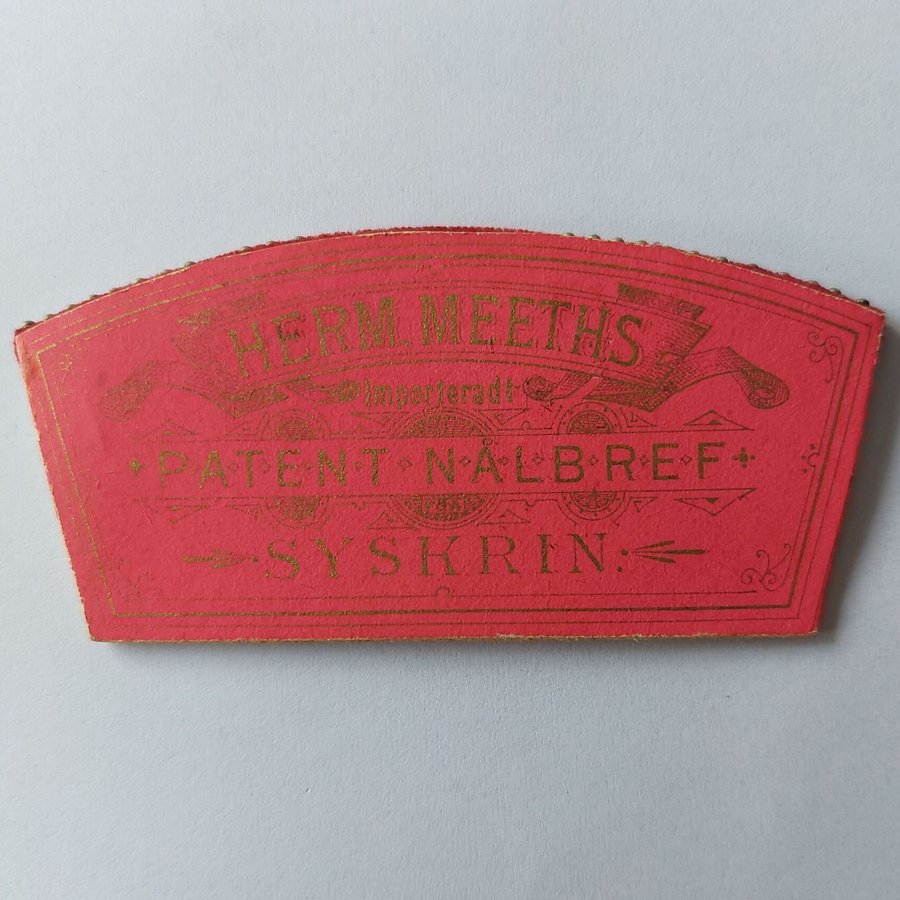 HERM. MEETHS
Importeradt
PATENT NÅLBREF
SYSKRIN.